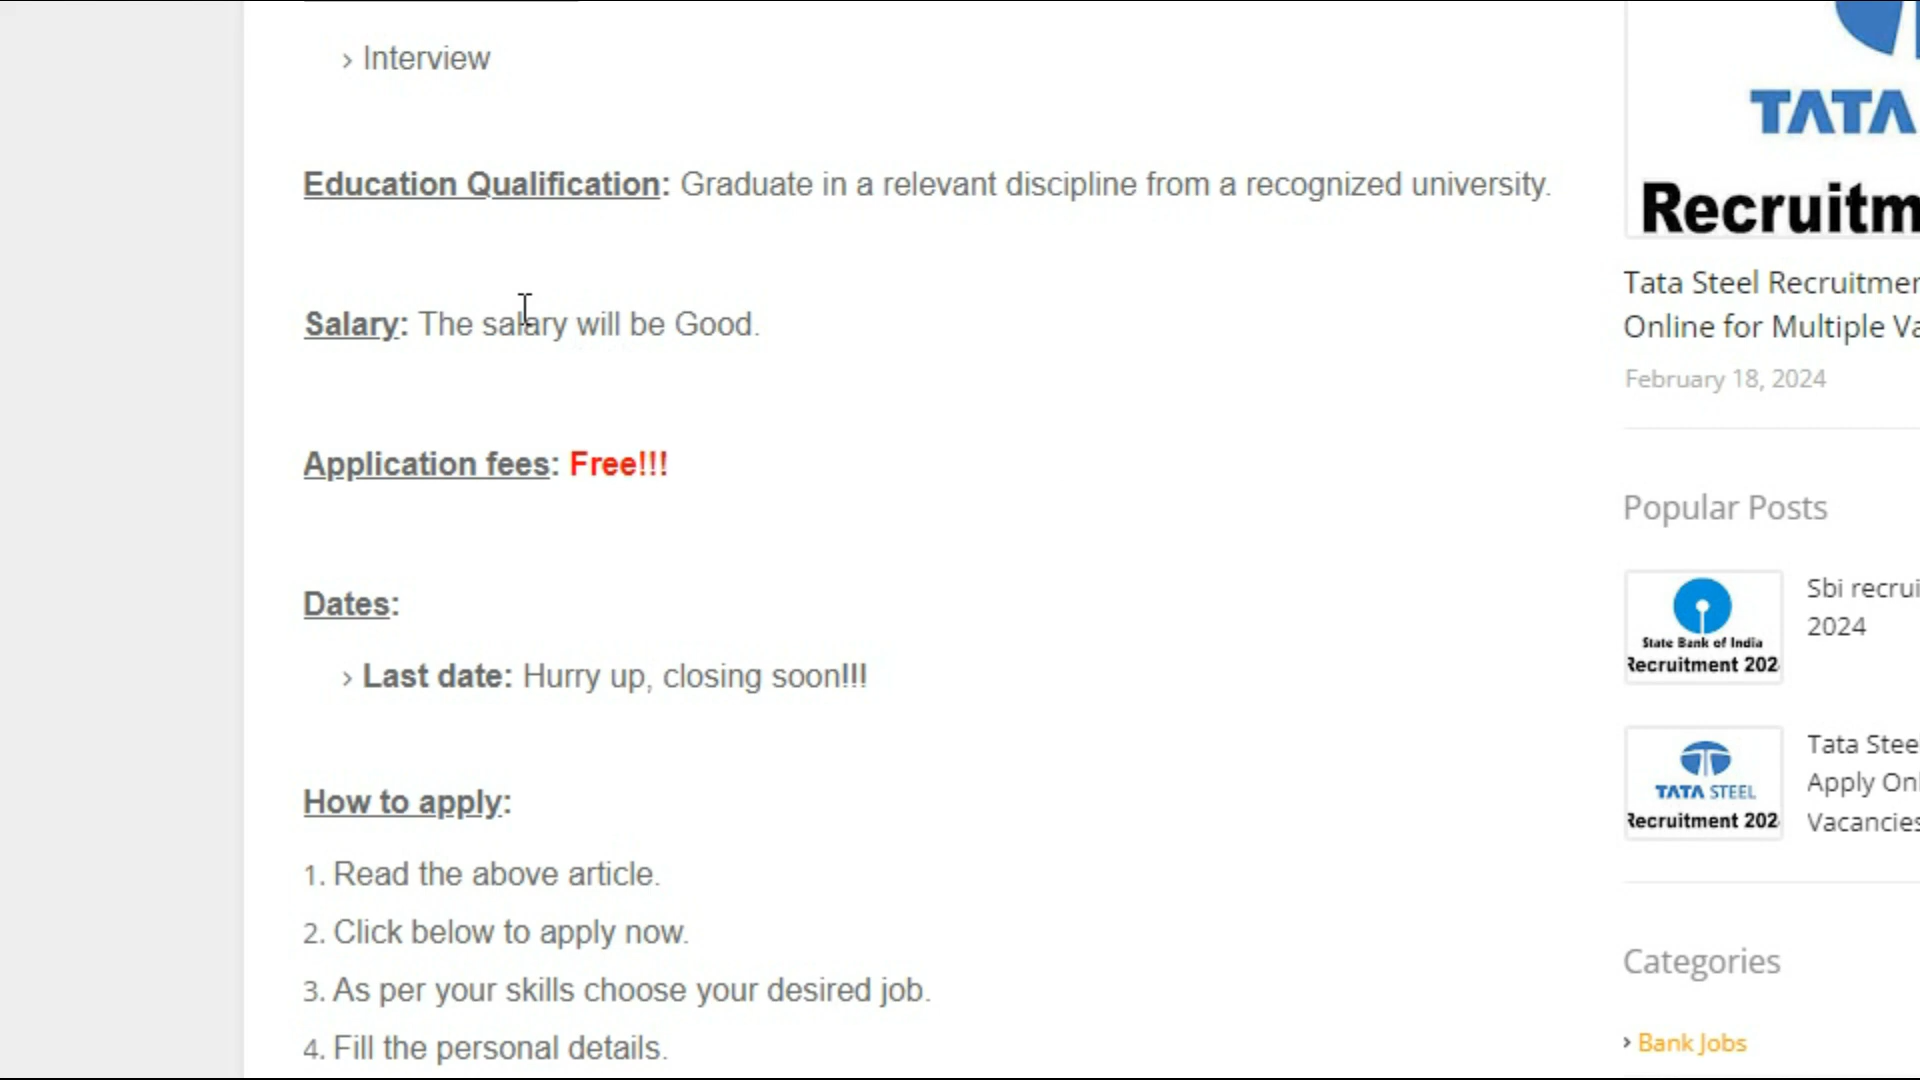 › Interview
Education Qualification: Graduate in a relevant discipline from a recognized university.
Salary: The salary will be Good.
Application fees: Free!!!
Dates:
› Last date: Hurry up, closing soon!!!
How to apply:
1. Read the above article.
2. Click below to apply now.
3. As per your skills choose your desired job.
4. Fill the personal details.
TATA
Recruitm
Tata Steel Recruitmen
Online for Multiple Va
February 18, 2024
Popular Posts
State Bank of India
Recruitment 202
Sbi recrui
2024
TATA STEEL
Recruitment 202
Tata Stee
Apply Onl
Vacancies
Categories
› Bank Jobs